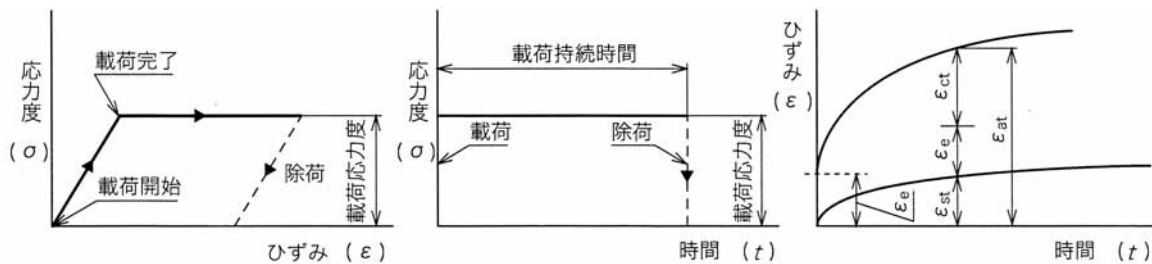 応力度
(σ)
載荷完了
載荷開始
除荷
載荷応力度
ひずみ (ε)
応力度
(σ)
載荷持続時間
載荷
除荷
載荷応力度
時間 (t)
ひずみ
(ε)
εct
εe
εst
εat
εe
時間 (t)